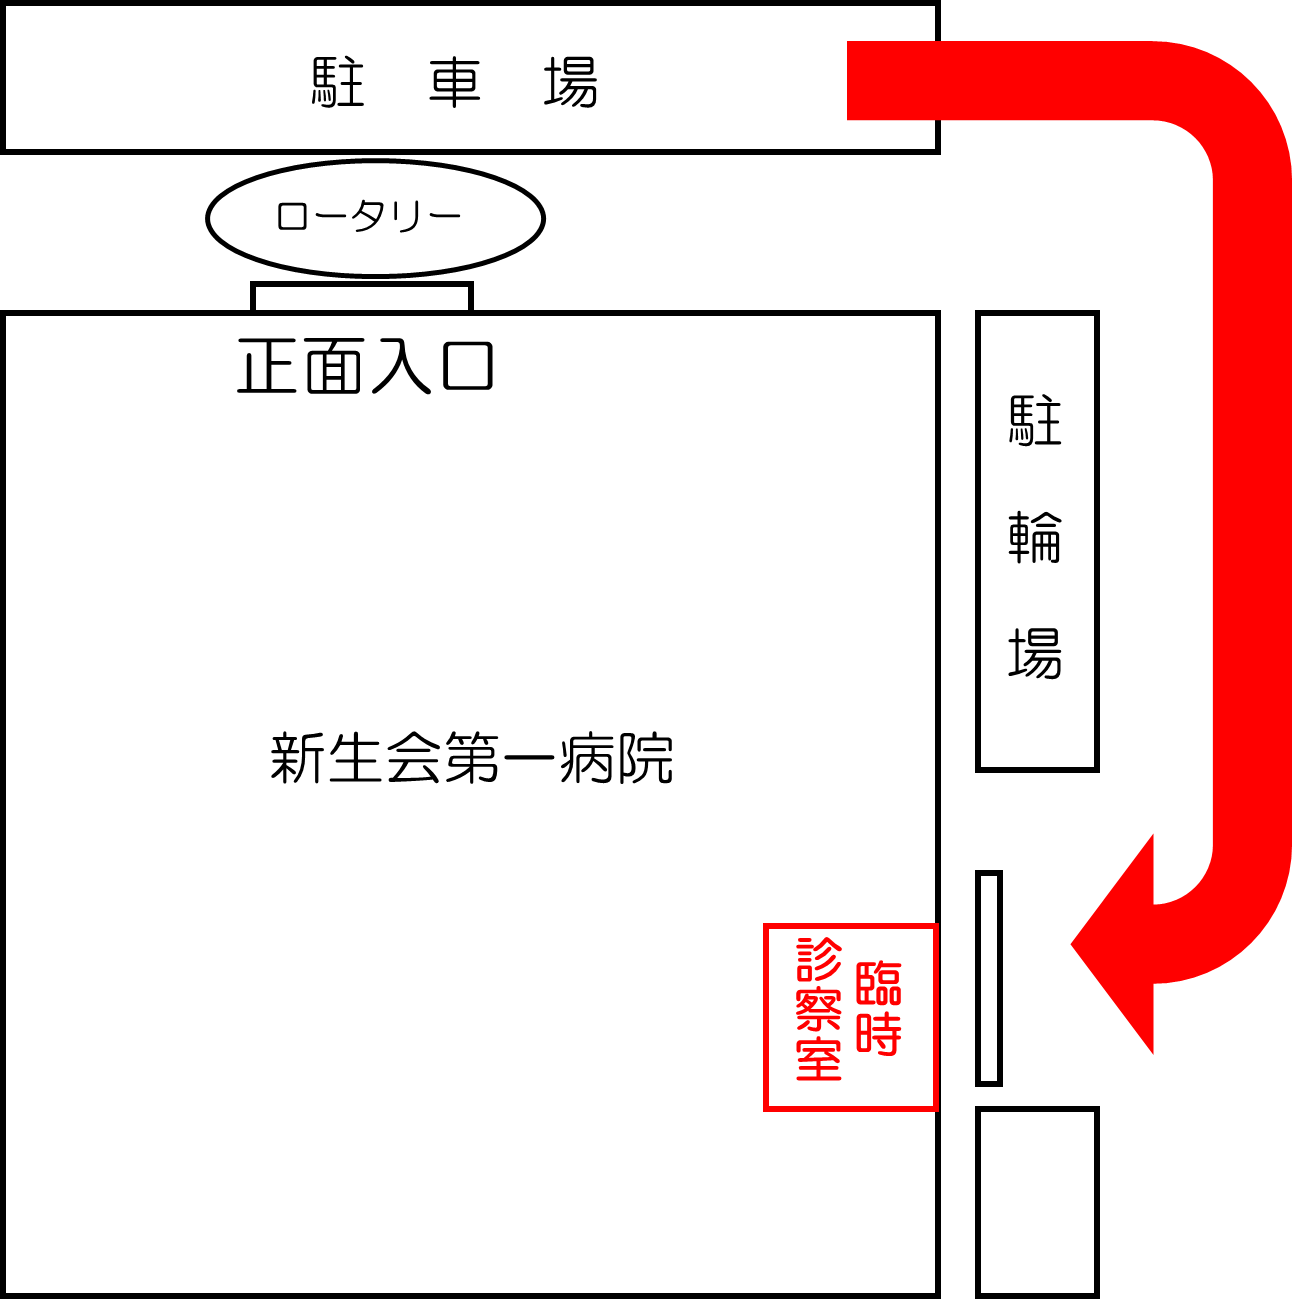 駐　車　場
ロータリー
正面入口
駐輪場
新生会第一病院
臨時
診察室